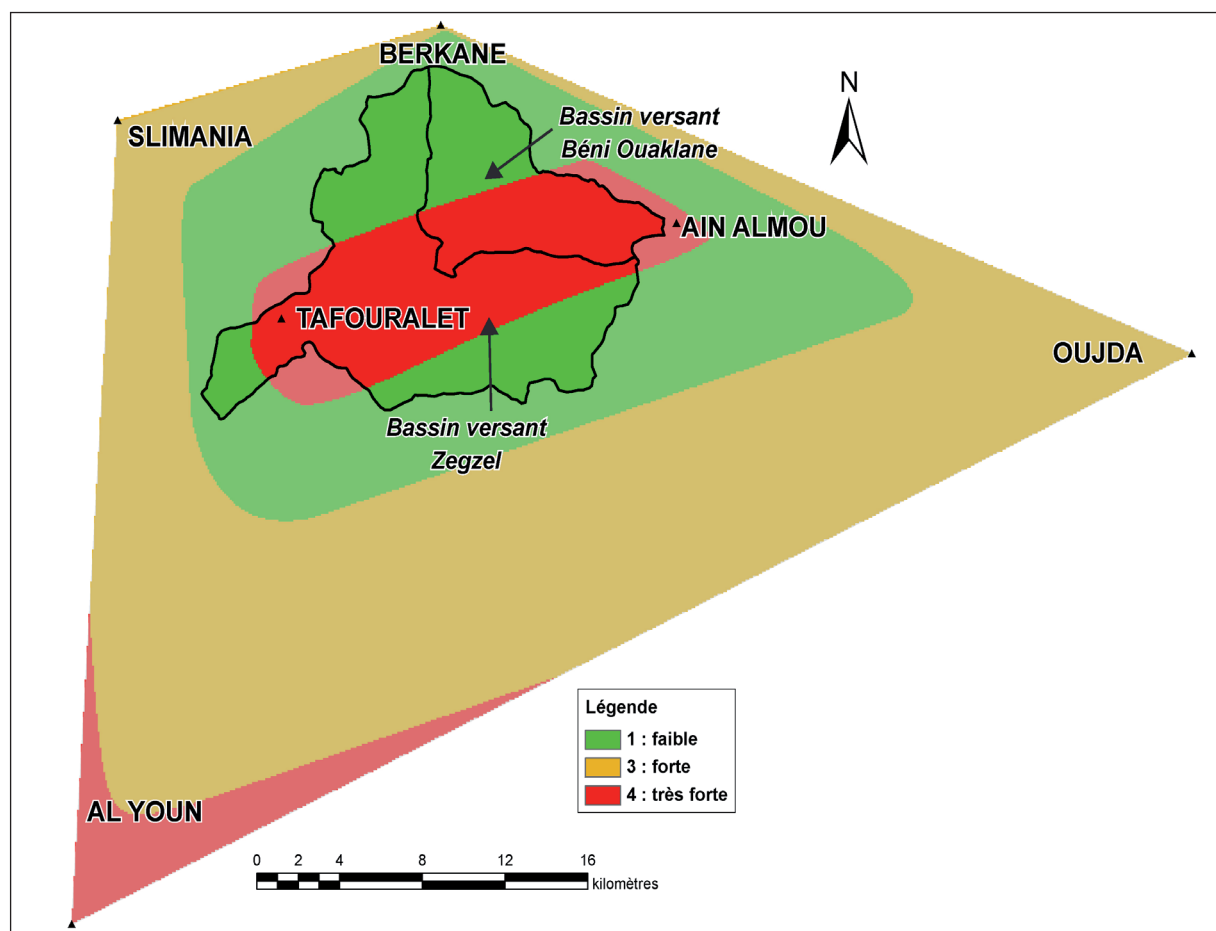 BERKANE
N
Bassin versant
Béni Ouaklane
SLIMANIA
AIN ALMOU
TAFOURALET
OUJDA
Bassin versant
Zegzel
Légende
1 : faible
3 : forte
4 : très forte
AL YOUN
0 2 4 8 12 16
kilomètres